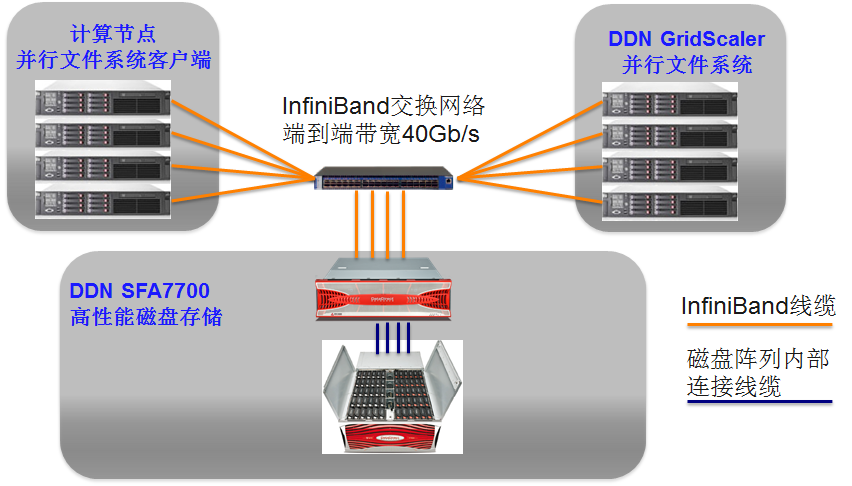 计算节点
并行文件系统客户端
DDN GridScaler
并行文件系统
InfiniBand交换网络
端到端带宽40Gb/s
DDN SFA7700
高性能磁盘存储
DataDirect
InfiniBand线缆
磁盘阵列内部
连接线缆